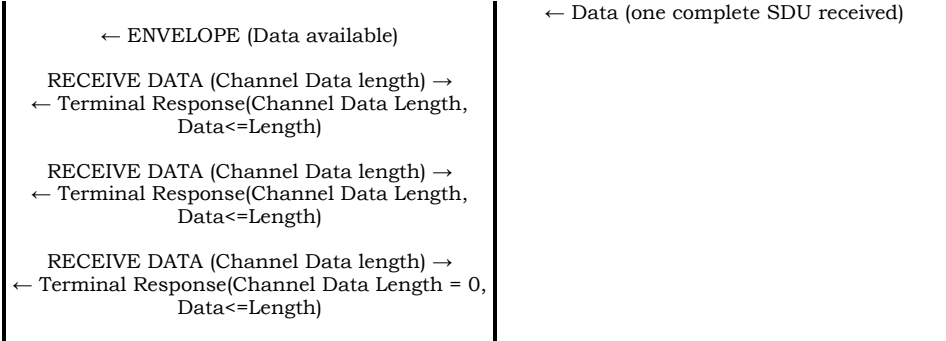 ← Data (one complete SDU received)
← ENVELOPE (Data available)
RECEIVE DATA (Channel Data length) →
← Terminal Response(Channel Data Length,
Data<=Length)
RECEIVE DATA (Channel Data length) →
← Terminal Response(Channel Data Length,
Data<=Length)
RECEIVE DATA (Channel Data length) →
← Terminal Response(Channel Data Length = 0,
Data<=Length)